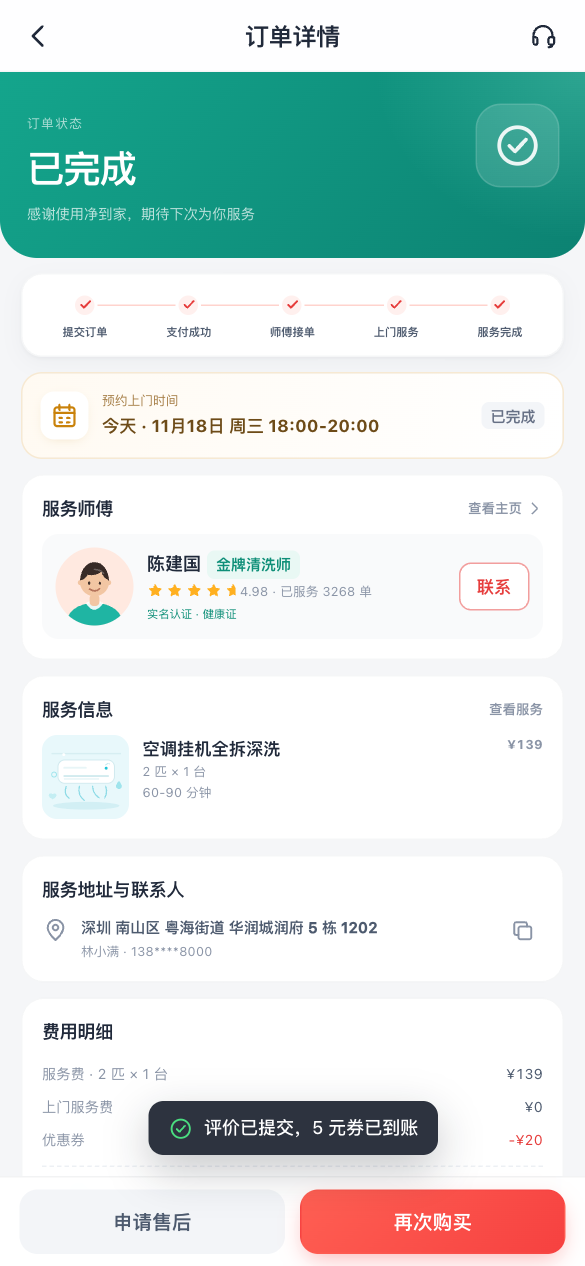 订单详情
订单状态
已完成
感谢使用净到家，期待下次为你服务
提交订单
支付成功
师傅接单
上门服务
服务完成
预约上门时间
今天 · 11月18日 周三 18:00-20:00
已完成
服务师傅
查看主页
陈建国 金牌清洗师
4.98 · 已服务 3268 单
实名认证 · 健康证
联系
服务信息
查看服务
空调挂机全拆深洗
¥139
2 匹 × 1 台
60-90 分钟
服务地址与联系人
深圳 南山区 粤海街道 华润城润府 5 栋 1202
林小满 · 138****8000
费用明细
服务费 · 2 匹 × 1 台
¥139
上门服务费
¥0
优惠券
-¥20
评价已提交，5 元券已到账
申请售后
再次购买